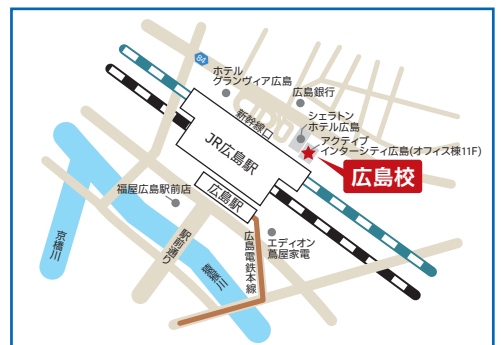 84
ホテル
グランヴィア広島
広島銀行
新幹線口
シェラトン
ホテル広島
アクティブ
インターシティ広島(オフィス棟11F)
JR広島駅
広島校
広島駅
福屋広島駅前店
エディオン
蔦屋家電
広島電鉄本線
駅前通り
京橋川
猿猴川